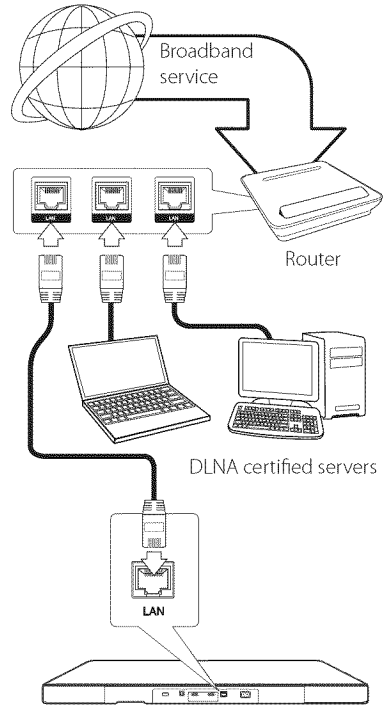 Broadband
service
LAN
LAN
LAN
Router
DLNA certified servers
LAN